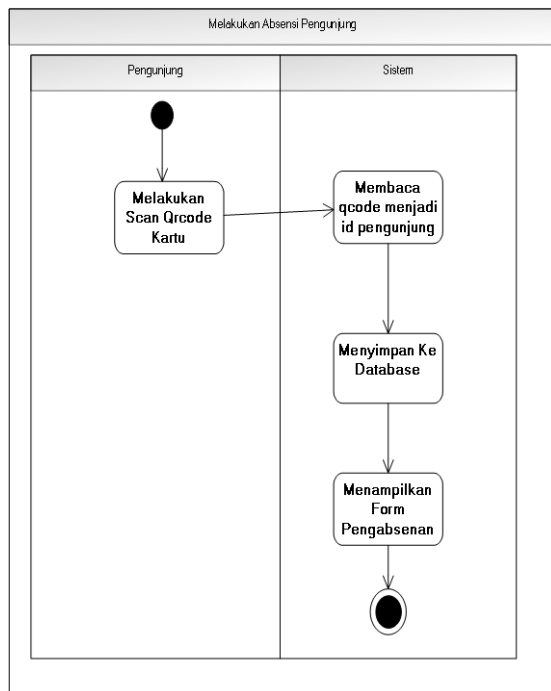 Melakukan Absensi Pengunjung
Pengunjung
Sistem
Melakukan
Scan Qrcode
Kartu
Membaca
qcode menjadi
id pengunjung
Menyimpan Ke
Database
Menampilkan
Form
Pengabsenan